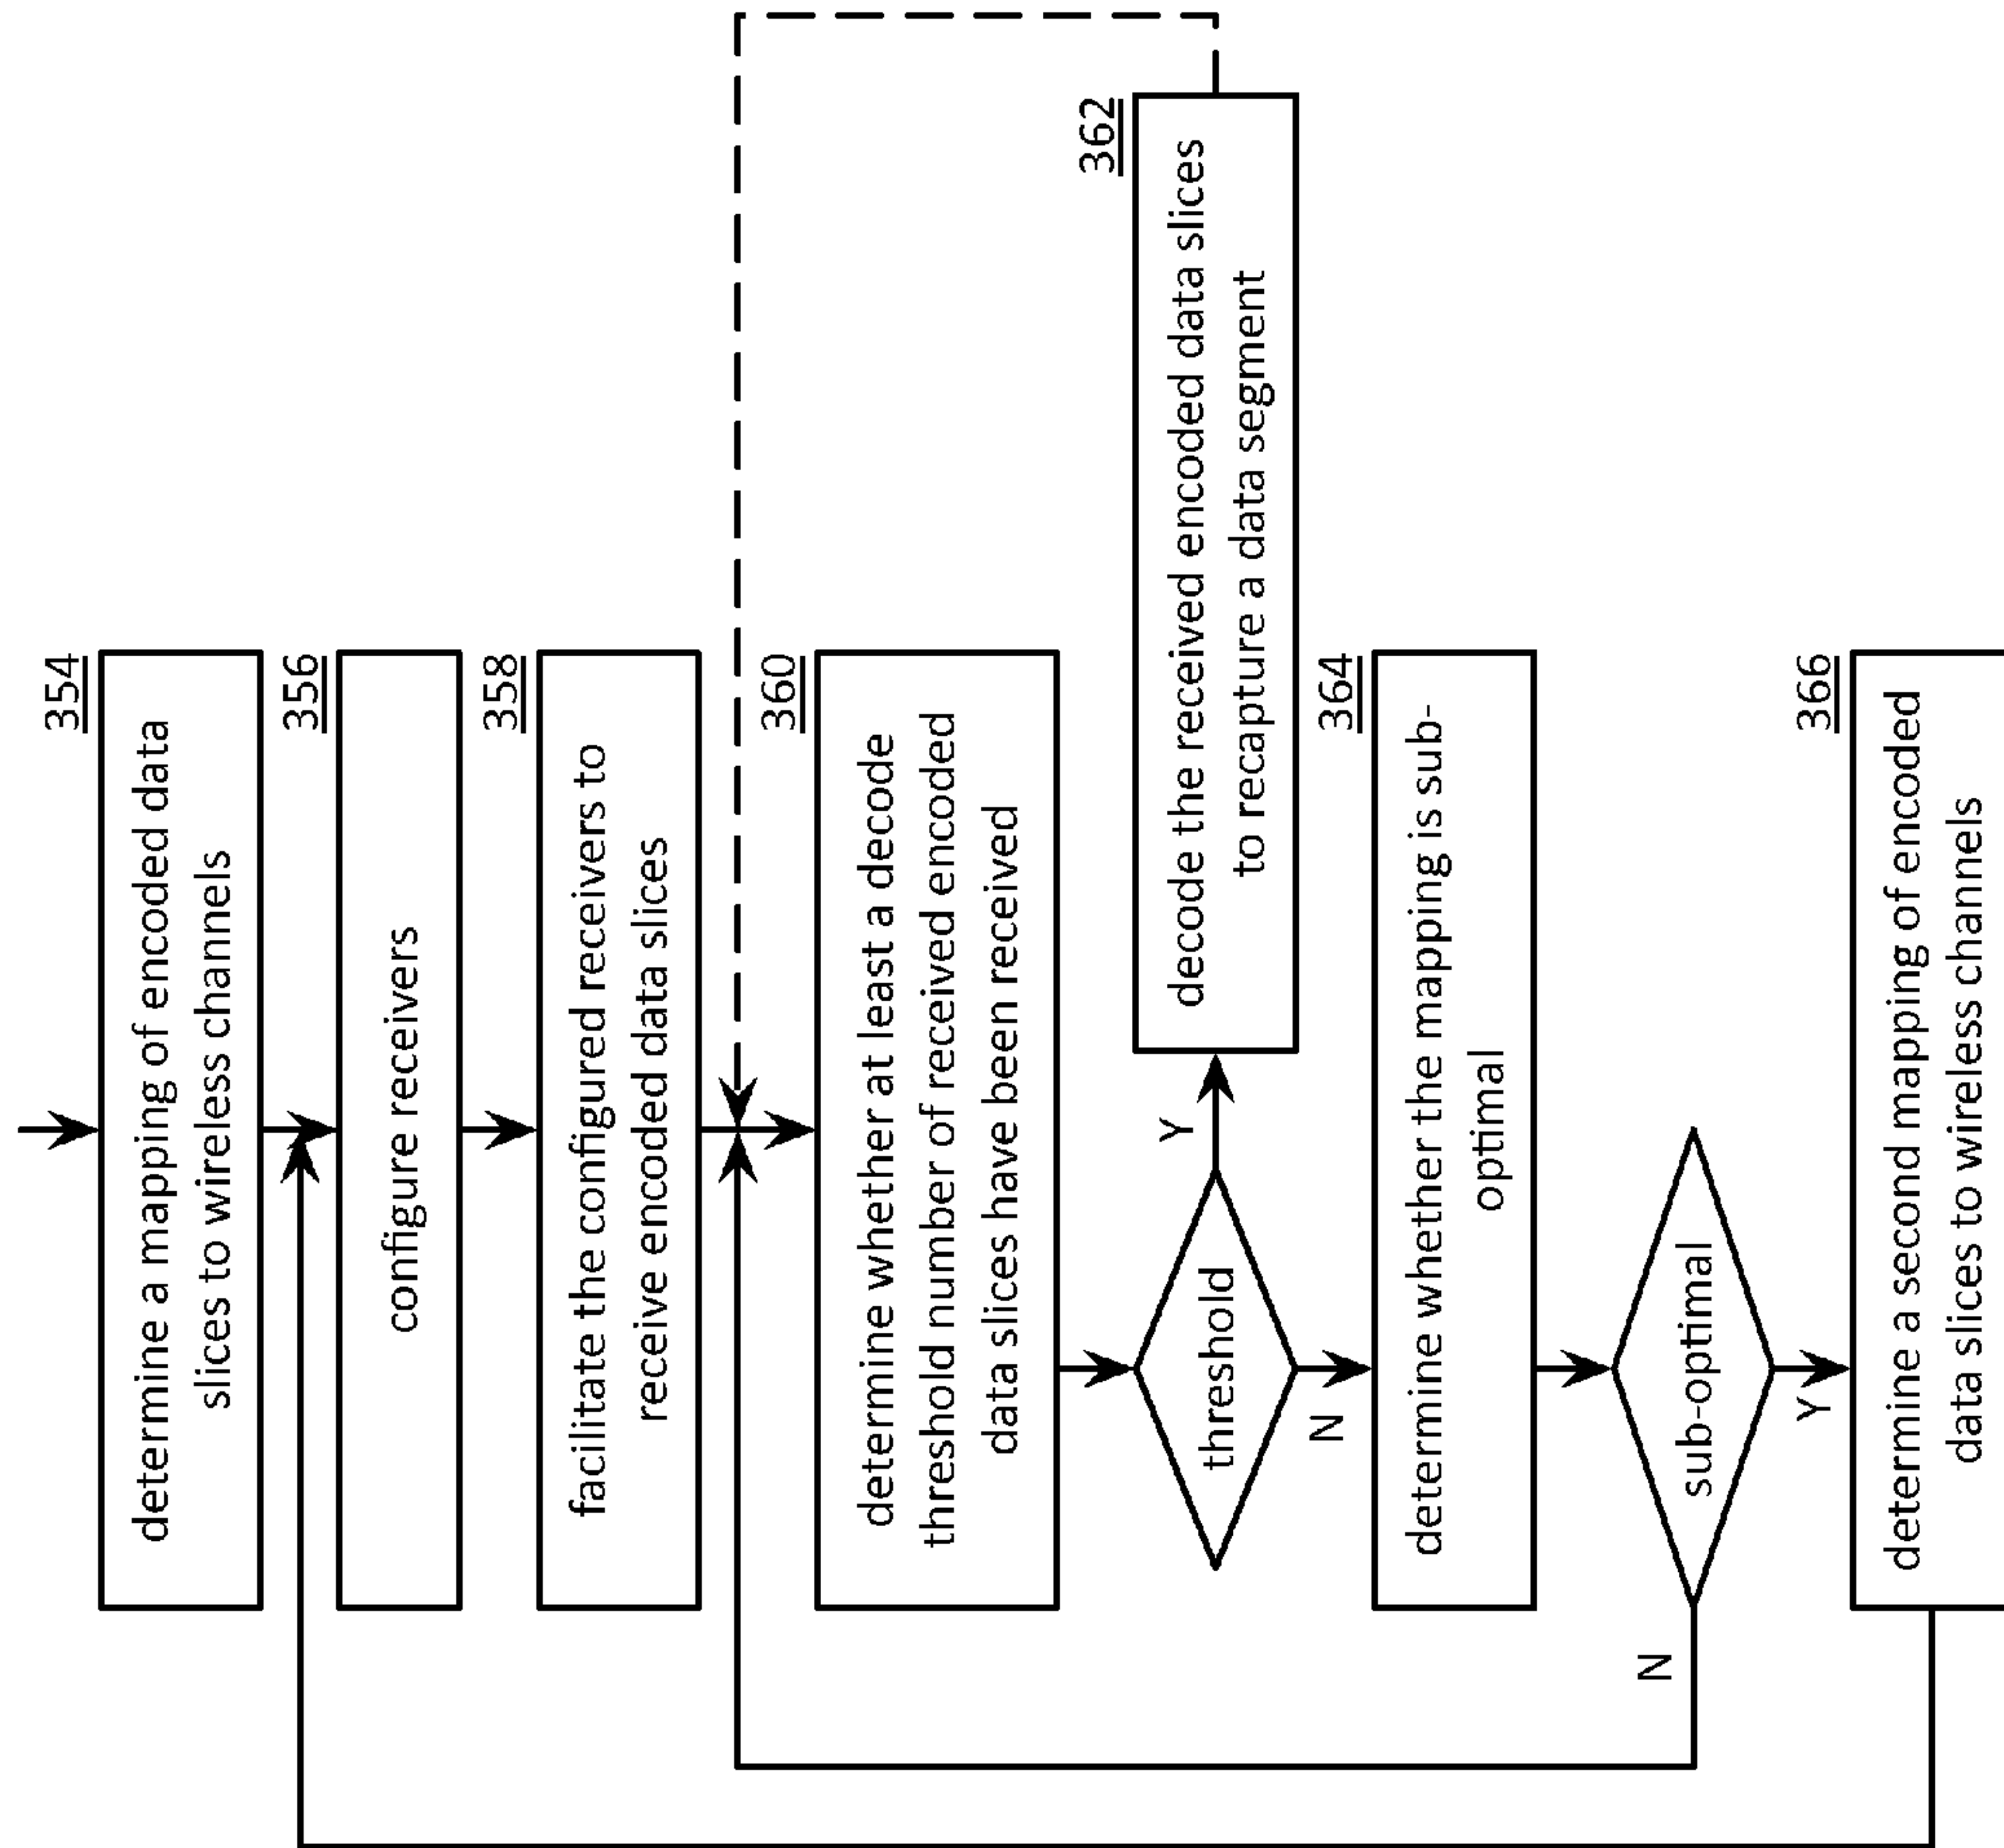 354
determine a mapping of encoded data
slices to wireless channels
356
configure receivers
358
facilitate the configured receivers to
receive encoded data slices
360
determine whether at least a decode
threshold number of received encoded
data slices have been received
threshold
Y
N
362
decode the received encoded data slices
to recapture a data segment
364
determine whether the mapping is sub-
optimal
sub-optimal
N
Y
366
determine a second mapping of encoded
data slices to wireless channels